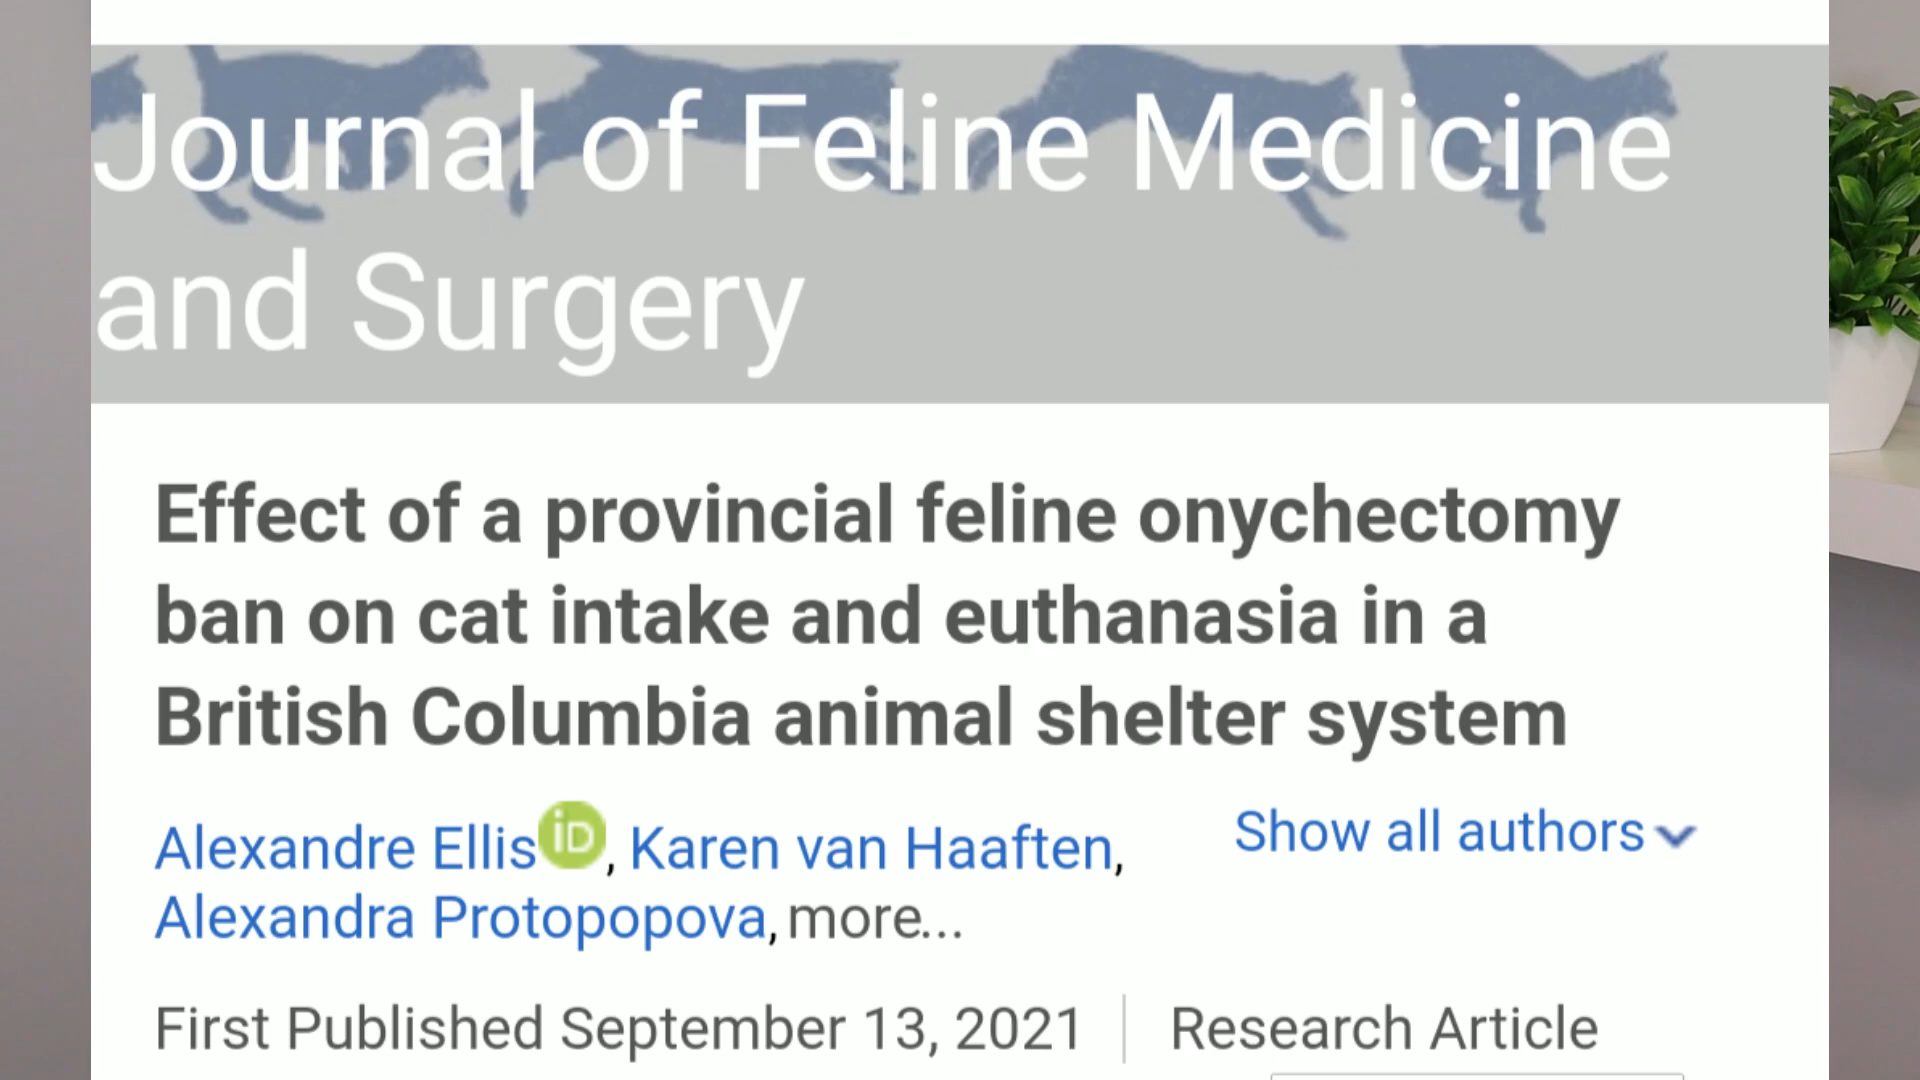 Journal of Feline Medicine
and Surgery
Effect of a provincial feline onychectomy
ban on cat intake and euthanasia in a
British Columbia animal shelter system
Alexandre Ellis iD, Karen van Haaften,
Alexandra Protopopova, more...
Show all authors
First Published September 13, 2021
Research Article